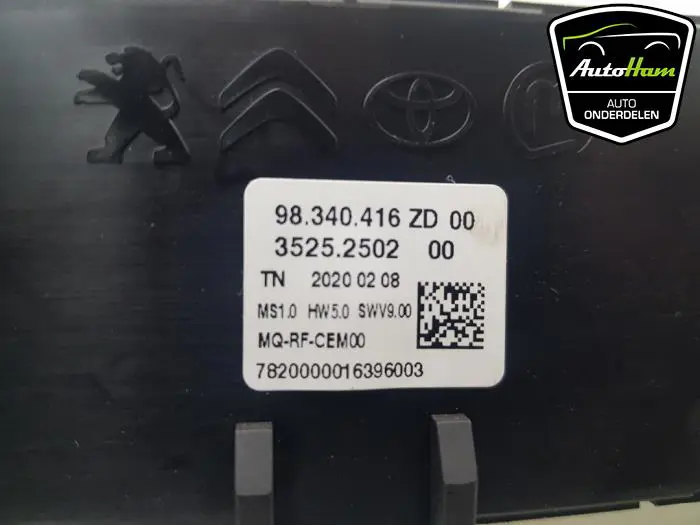 AutoHam
AUTO
ONDERDELEN
98.340.416 ZD 00
3525.2502 00
TN 2020 02 08
MS1.0 HW5.0 SWV9.00
MQ-RF-CEM00
7820000016396003